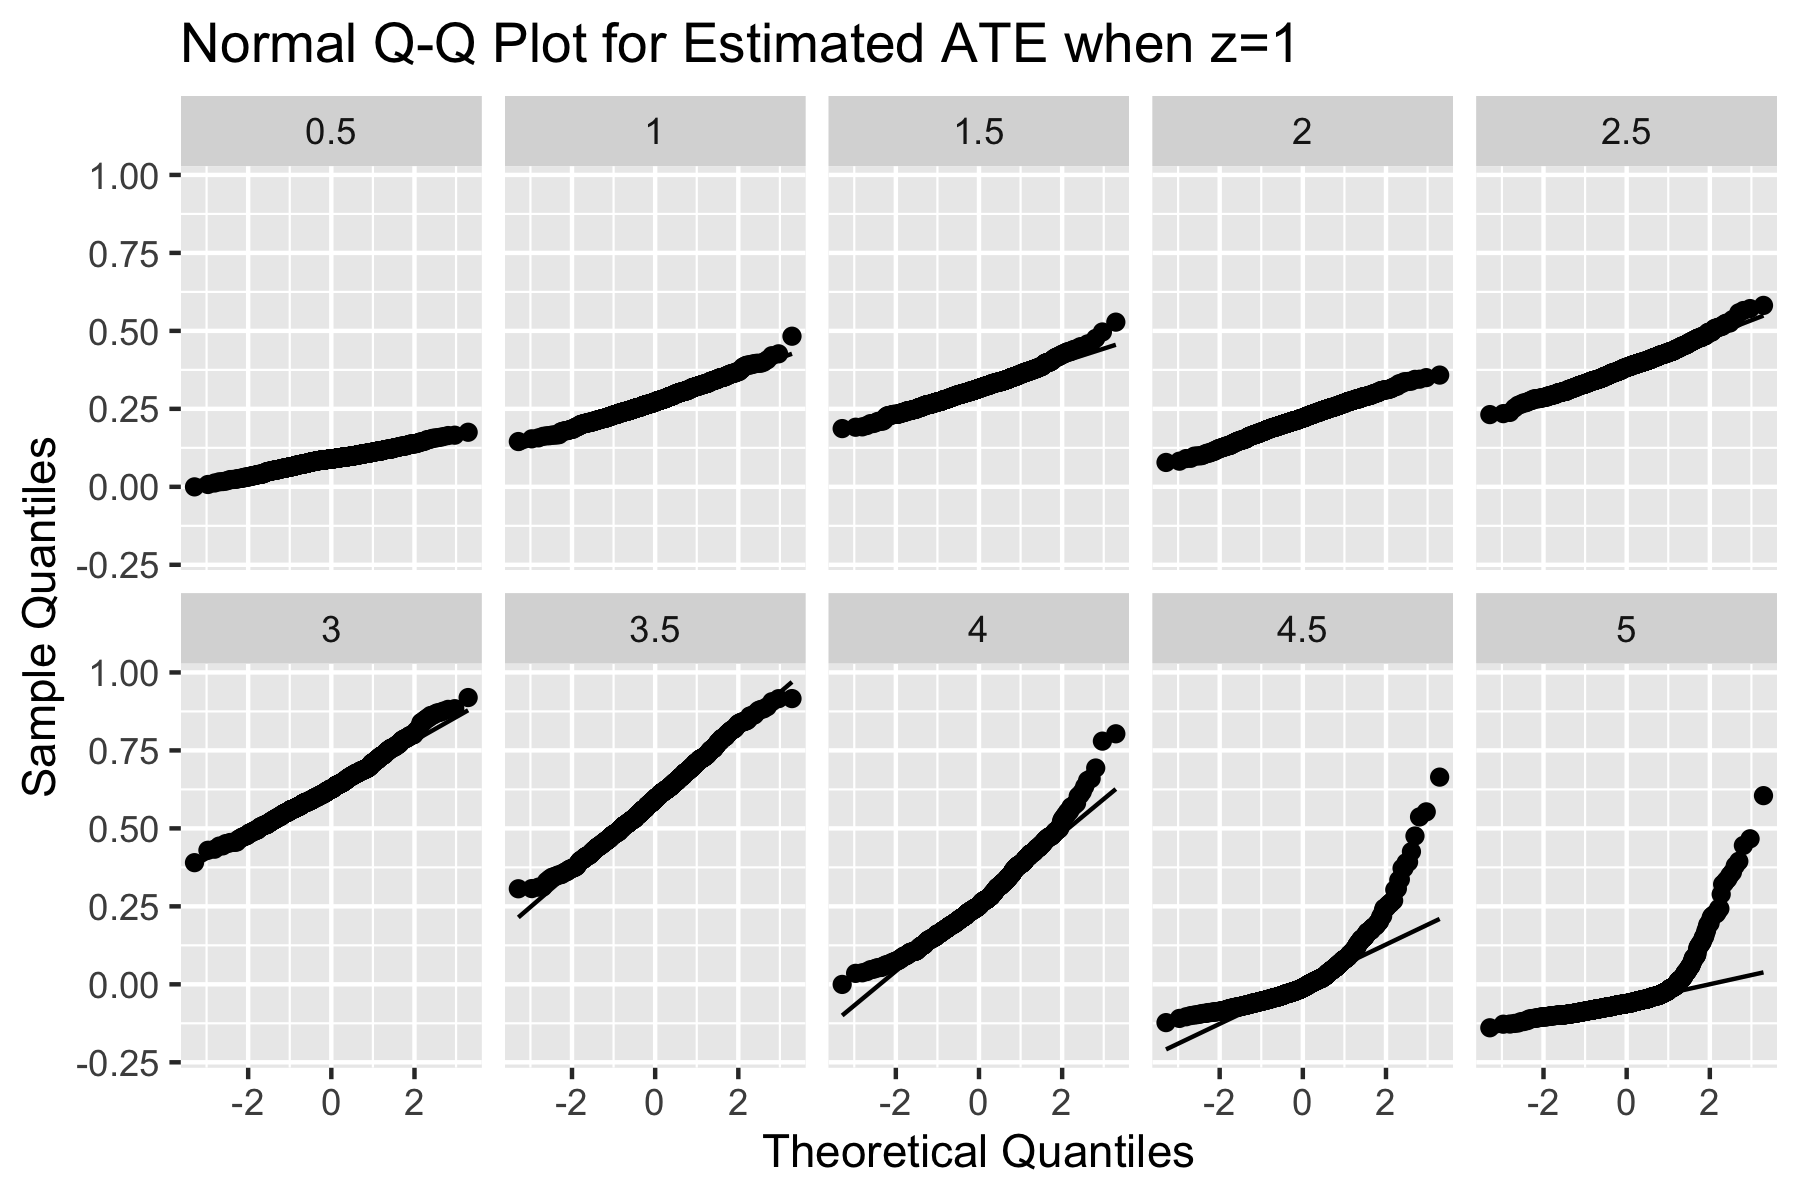 Normal Q-Q Plot for Estimated ATE when z=1
0.5 1 1.5 2 2.5
1.00
0.75
0.50
0.25
0.00
-0.25
Sample Quantiles
3 3.5 4 4.5 5
1.00
0.75
0.50
0.25
0.00
-0.25
-2 0 2 -2 0 2 -2 0 2 -2 0 2 -2 0 2
Theoretical Quantiles